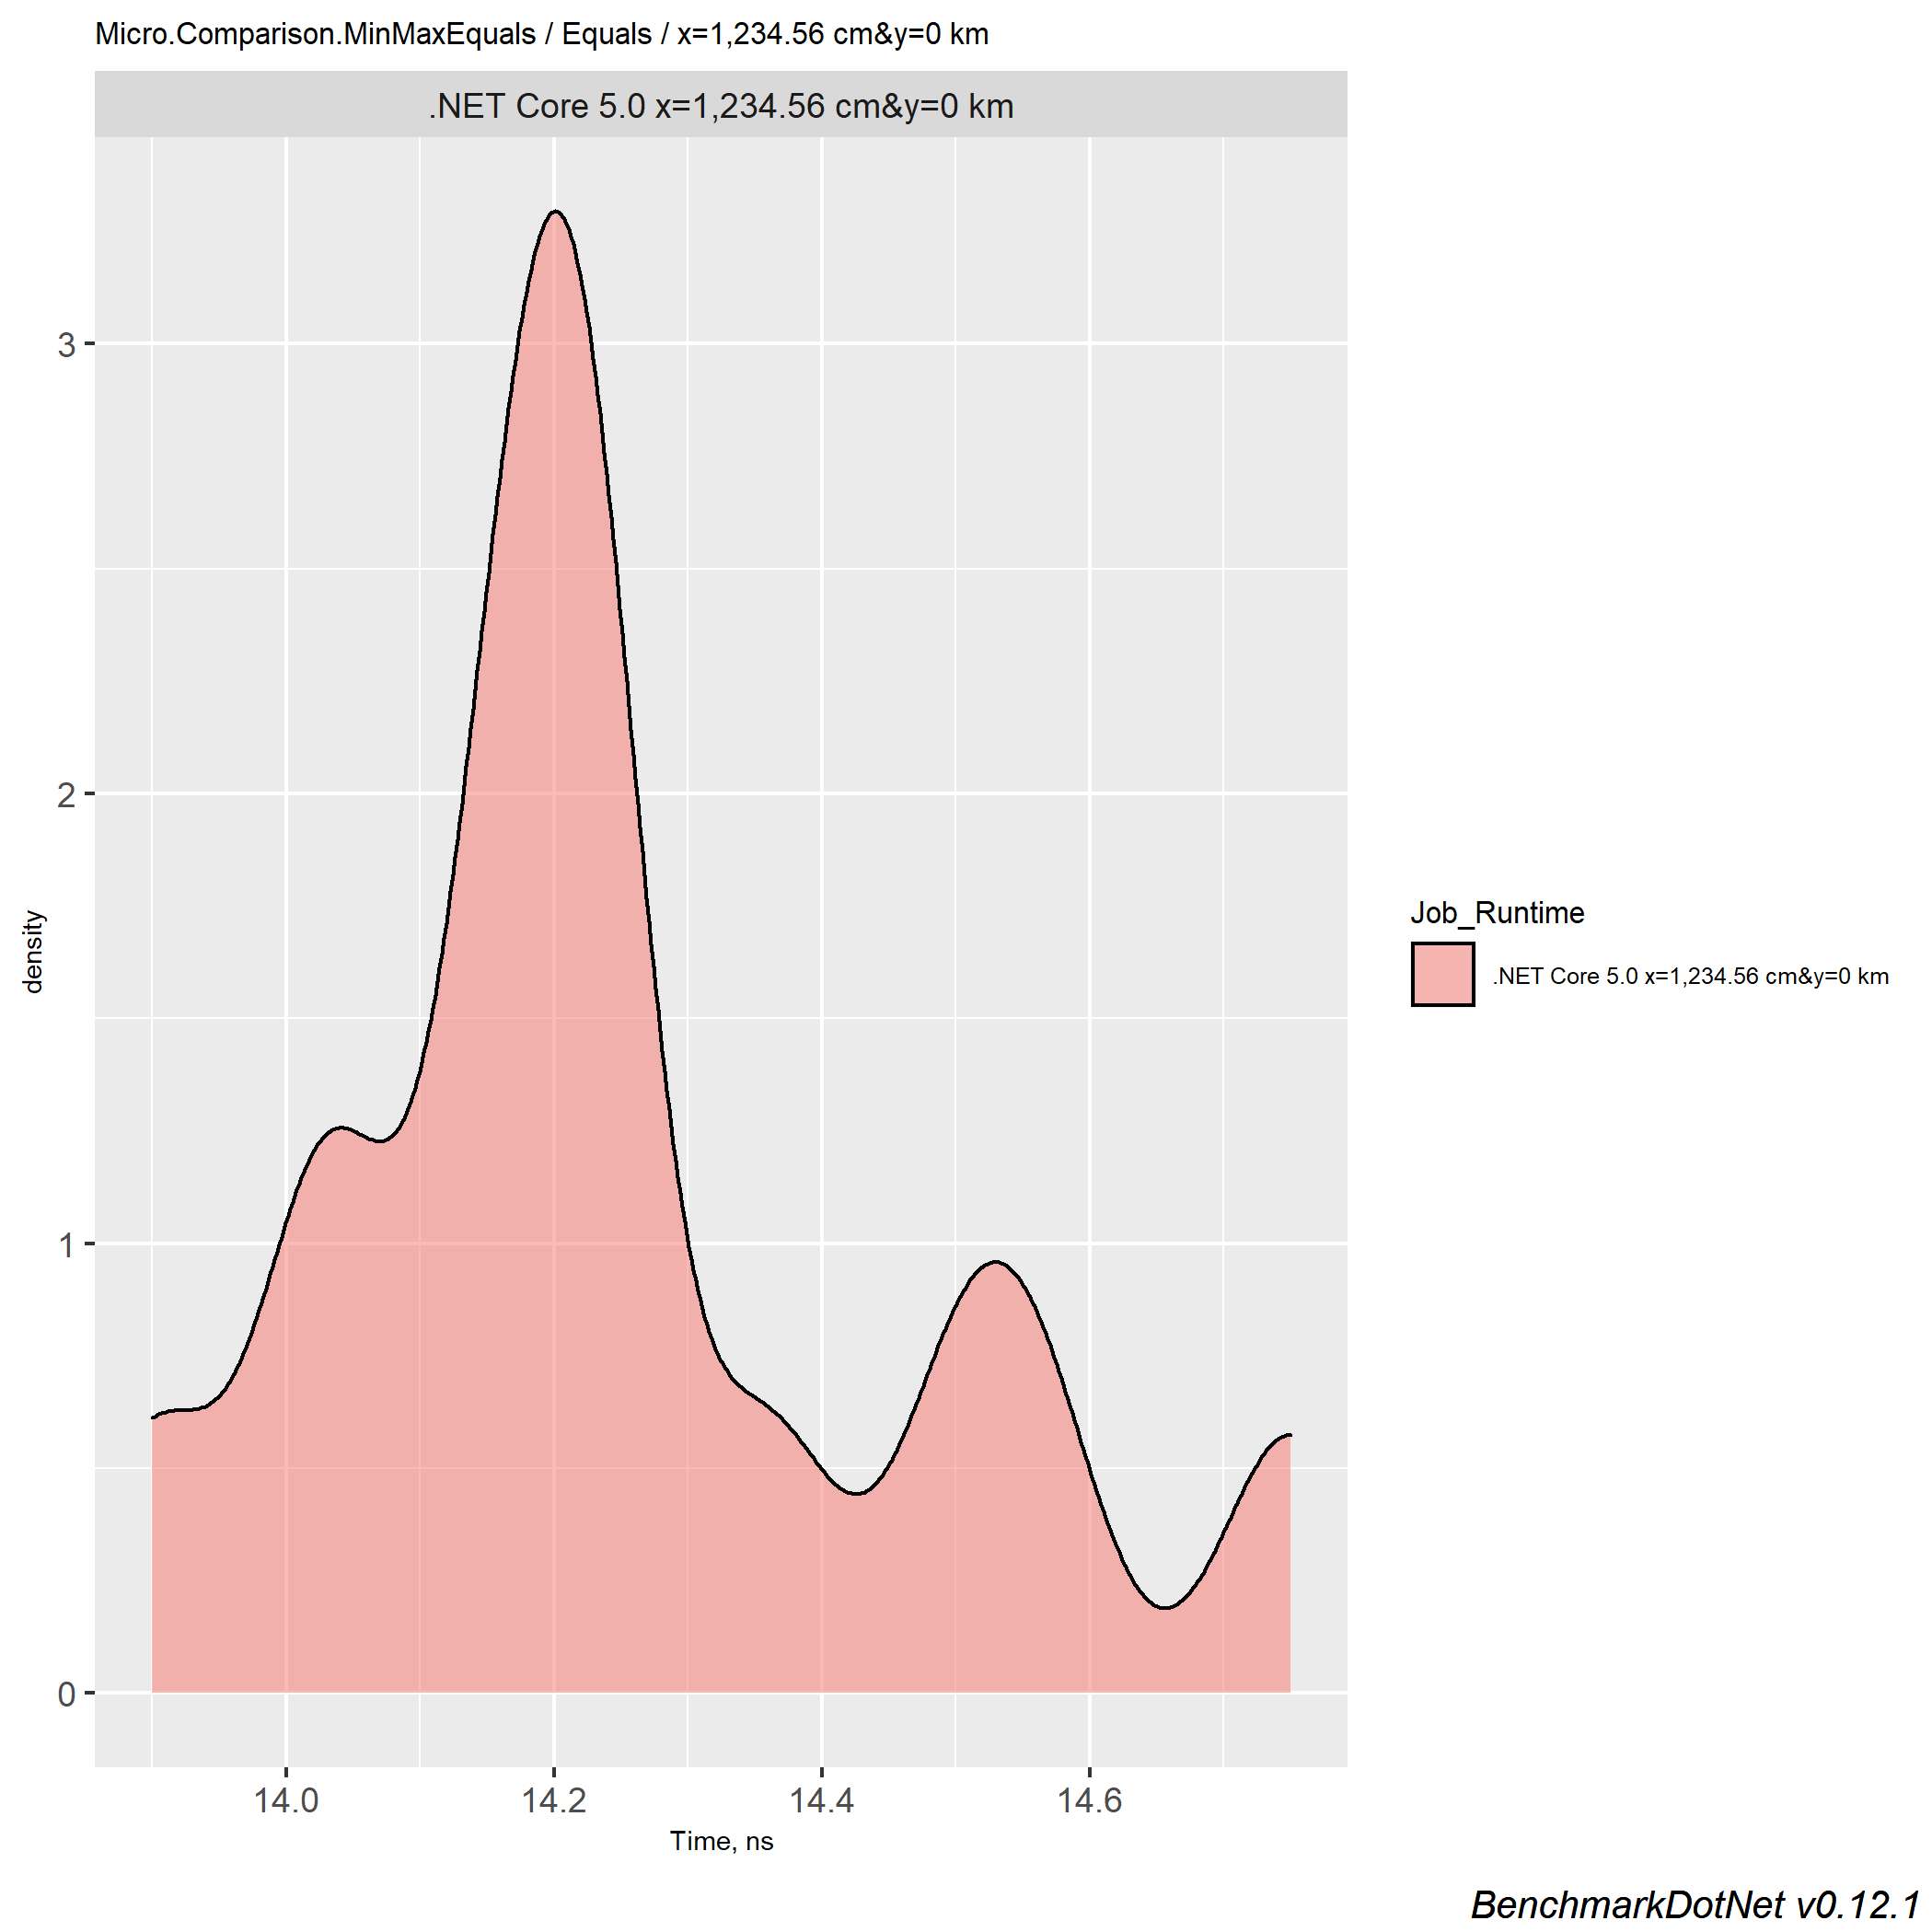 Micro.Comparison.MinMaxEquals / Equals / x=1,234.56 cm&y=0 km
.NET Core 5.0 x=1,234.56 cm&y=0 km
3
2
1
0
density
14.0 14.2 14.4 14.6
Time, ns
Job_Runtime
.NET Core 5.0 x=1,234.56 cm&y=0 km
BenchmarkDotNet v0.12.1